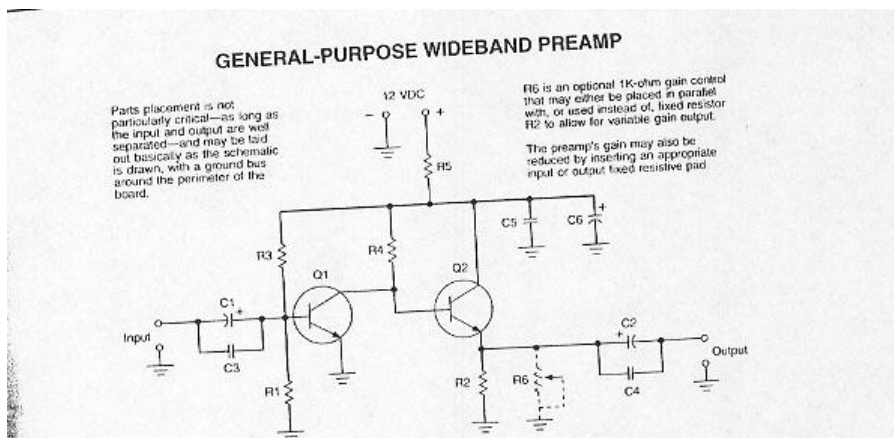 GENERAL-PURPOSE WIDEBAND PREAMP
Parts placement is not
particularly critical—as long as
the input and output are well
separated—and may be laid
out basically as the schematic
is drawn, with a ground bus
around the perimeter of the
board.
12 VDC
- +
R6 is an optional 1K-ohm gain control
that may either be placed in parallel
with, or used instead of, fixed resistor
R2 to allow for variable gain output.
The preamp's gain may also be
reduced by inserting an appropriate
input or output fixed resistive pad.
R5
R3
R4
C5
C6
+
Q1
Q2
C1
+
Input
C3
R1
R2
R6
C2
+
Output
C4